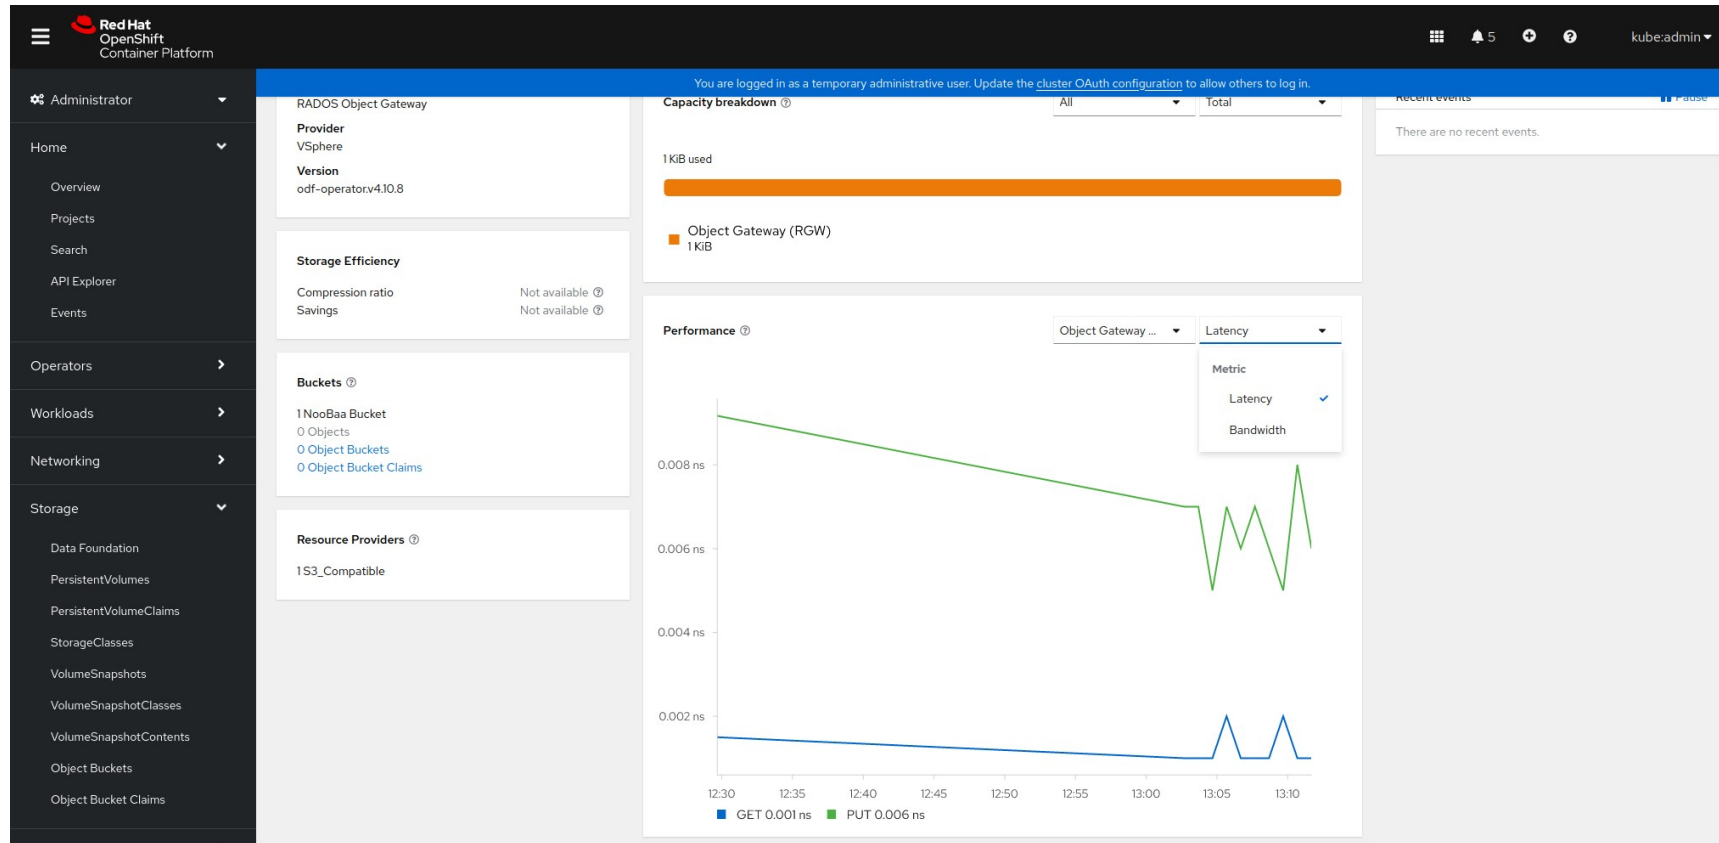 Red Hat
OpenShift
Container Platform
5
kube:admin
You are logged in as a temporary administrative user. Update the cluster OAuth configuration to allow others to log in.
Administrator
Home
Overview
Projects
Search
API Explorer
Events
Operators
Workloads
Networking
Storage
Data Foundation
PersistentVolumes
PersistentVolumeClaims
StorageClasses
VolumeSnapshots
VolumeSnapshotClasses
VolumeSnapshotContents
Object Buckets
Object Bucket Claims
RADOS Object Gateway
Provider
VSphere
Version
odf-operator.v4.10.8
Storage Efficiency
Compression ratio Not available
Savings Not available
Buckets
1 NooBaa Bucket
0 Objects
0 Object Buckets
0 Object Bucket Claims
Resource Providers
1 S3_Compatible
Capacity breakdown All Total
1 KiB used
Object Gateway (RGW)
1 KiB
Performance Object Gateway ... Latency
Metric
Latency
Bandwidth
0.008 ns
0.006 ns
0.004 ns
0.002 ns
12:30 12:35 12:40 12:45 12:50 12:55 13:00 13:05 13:10
GET 0.001 ns PUT 0.006 ns
Recent events Pause
There are no recent events.